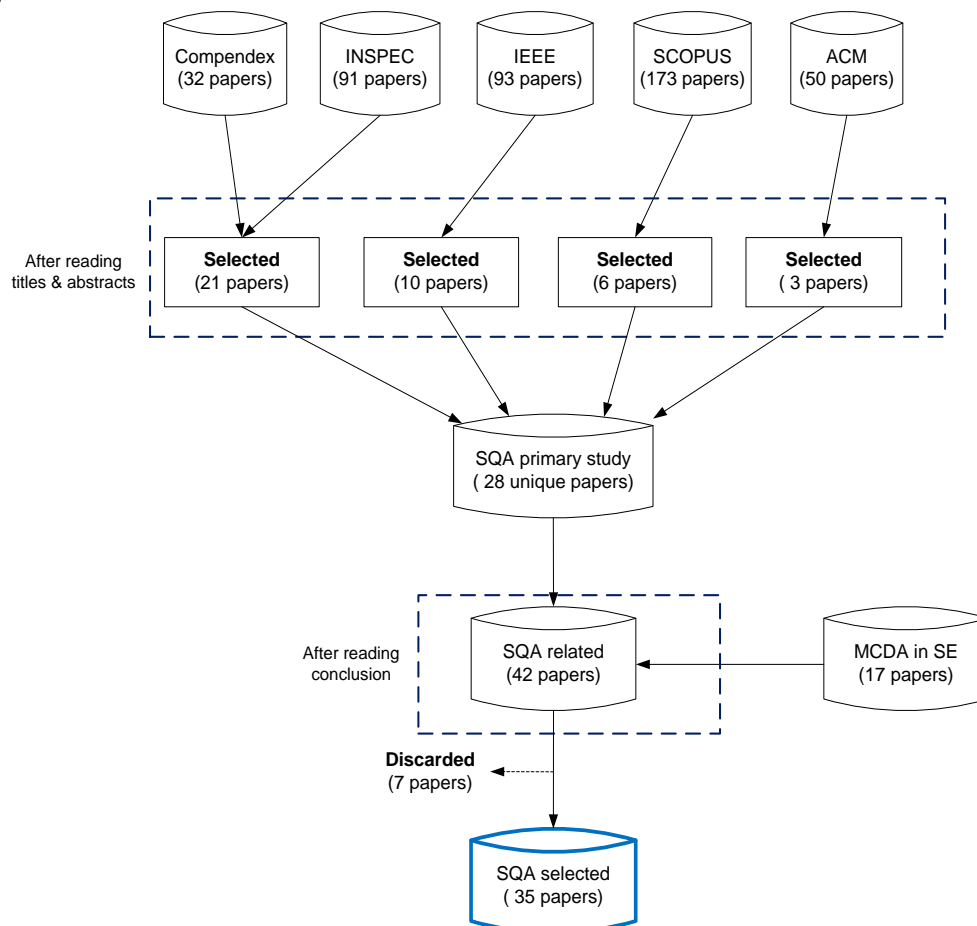 Compendex
(32 papers)
INSPEC
(91 papers)
IEEE
(93 papers)
SCOPUS
(173 papers)
ACM
(50 papers)
After reading
titles & abstracts
Selected
(21 papers)
Selected
(10 papers)
Selected
(6 papers)
Selected
( 3 papers)
SQA primary study
( 28 unique papers)
After reading
conclusion
SQA related
(42 papers)
MCDA in SE
(17 papers)
Discarded
(7 papers)
SQA selected
( 35 papers)